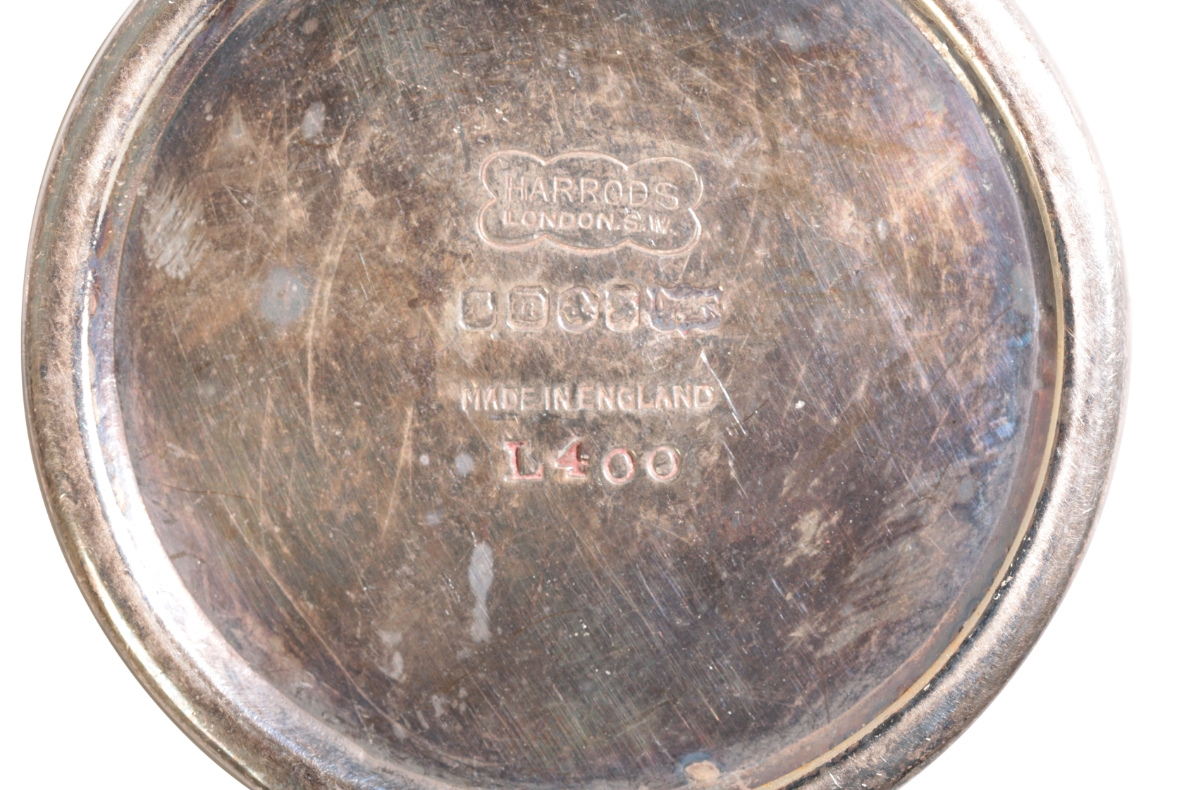 HARRODS
LONDON. S.W.
MADE IN ENGLAND
L400